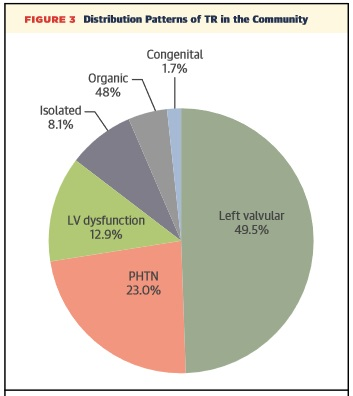 FIGURE 3 Distribution Patterns of TR in the Community
Congenital
1.7%
Organic
48%
Isolated
8.1%
LV dysfunction
12.9%
Left valvular
49.5%
PHTN
23.0%